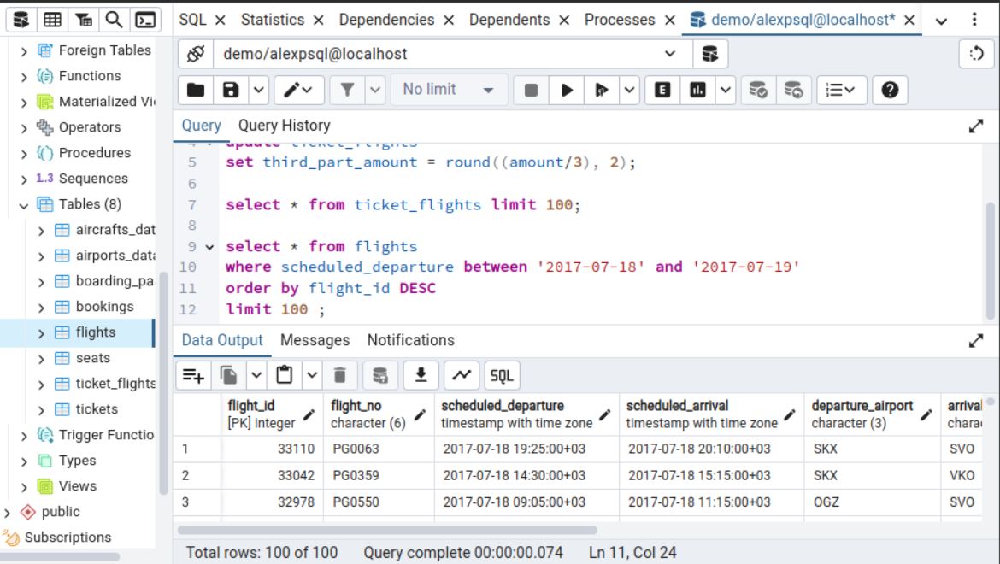 SQL Statistics Dependencies Dependents Processes demo/alexpsql@localhost*
demo/alexpsql@localhost
No limit
E
Query Query History
4 update ticket_flights
5 set third_part_amount = round((amount/3), 2);
6
7 select * from ticket_flights limit 100;
8
9 select * from flights
10 where scheduled_departure between '2017-07-18' and '2017-07-19'
11 order by flight_id DESC
12 limit 100 ;
Foreign Tables
Functions
Materialized Vi
Operators
Procedures
1..3 Sequences
Tables (8)
aircrafts_dat
airports_data
boarding_pa
bookings
flights
seats
ticket_flights
tickets
Trigger Functio
Types
Views
public
Subscriptions
Data Output Messages Notifications
SQL
flight_id flight_no scheduled_departure scheduled_arrival departure_airport arrival
[PK] integer character (6) timestamp with time zone timestamp with time zone character (3) chara
1 33110 PG0063 2017-07-18 19:25:00+03 2017-07-18 20:10:00+03 SKX SVO
2 33042 PG0359 2017-07-18 14:30:00+03 2017-07-18 15:15:00+03 SKX VKO
3 32978 PG0550 2017-07-18 09:05:00+03 2017-07-18 11:15:00+03 OGZ SVO
Total rows: 100 of 100 Query complete 00:00:00.074 Ln 11, Col 24